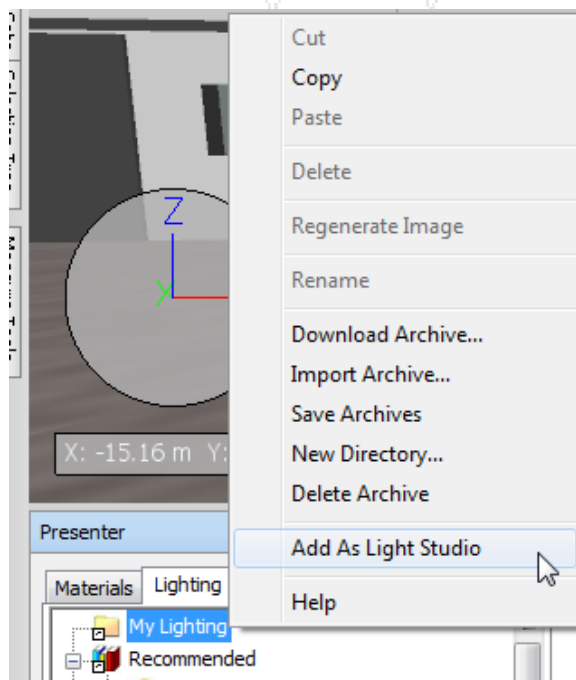 Cut
Copy
Paste
Delete
Regenerate Image
Rename
Download Archive...
Import Archive...
Save Archives
New Directory...
Delete Archive
Add As Light Studio
Help
Z
X
X: -15.16 m Y:
Presenter
Materials
Lighting
My Lighting
Recommended